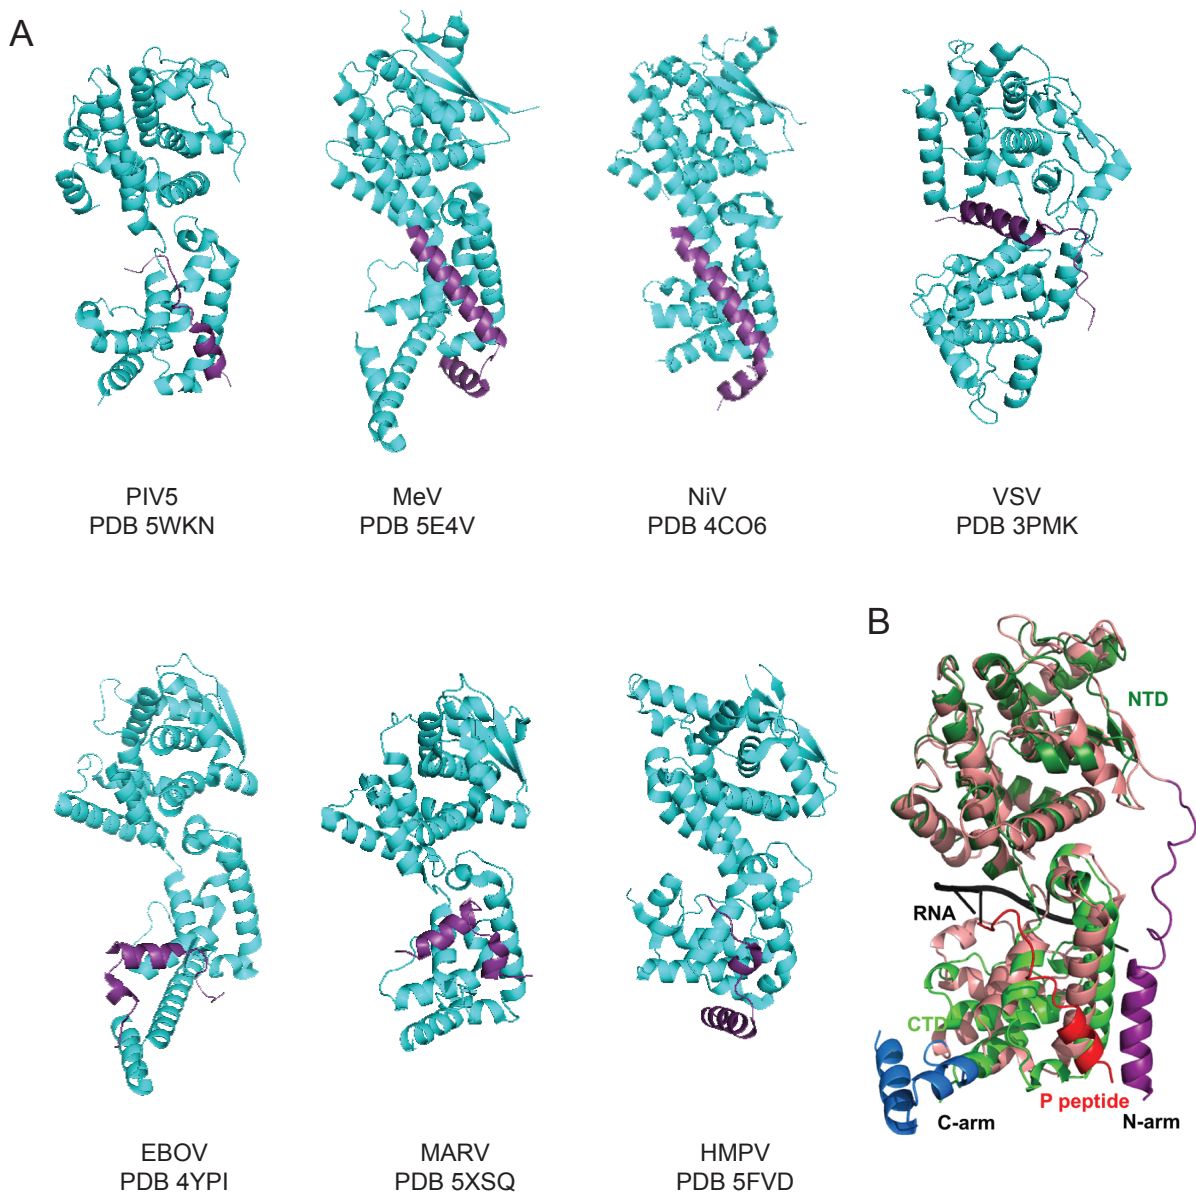 A
PIV5
PDB 5WKN
MeV
PDB 5E4V
NiV
PDB 4CO6
VSV
PDB 3PMK
B
NTD
RNA
CTD
P peptide
C-arm
N-arm
EBOV
PDB 4YPI
MARV
PDB 5XSQ
HMPV
PDB 5FVD